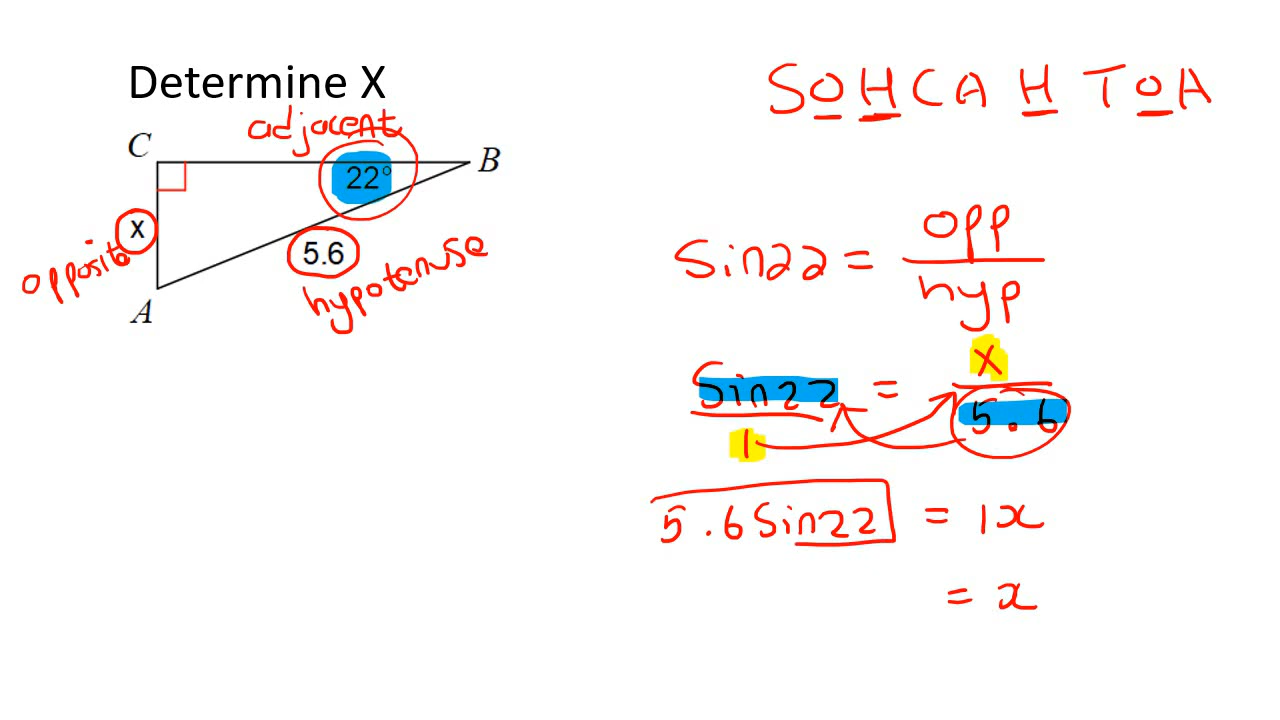 Determine X
adjacent
C
B
22°
x
5.6
opposite
hypotenuse
A
SOHCAHTOA
Sin22 = opp
hyp
Sin22 = x
1
5.6
5.6Sin22 = 1x
= x